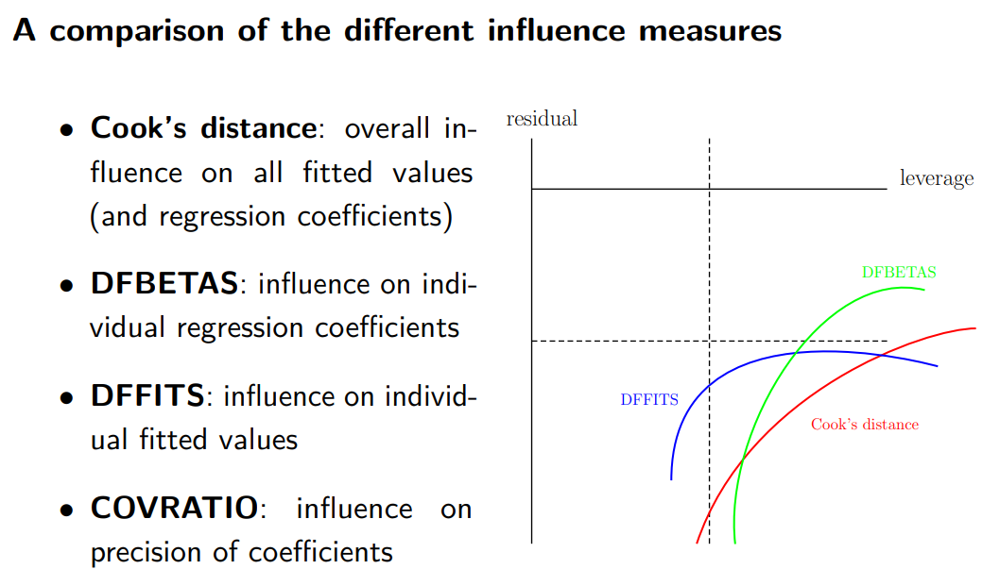 A comparison of the different influence measures
• Cook's distance: overall in-
fluence on all fitted values
(and regression coefficients)
• DFBETAS: influence on indi-
vidual regression coefficients
• DFFITS: influence on individ-
ual fitted values
• COVRATIO: influence on
precision of coefficients
residual
leverage
DFBETAS
DFFITS
Cook's distance